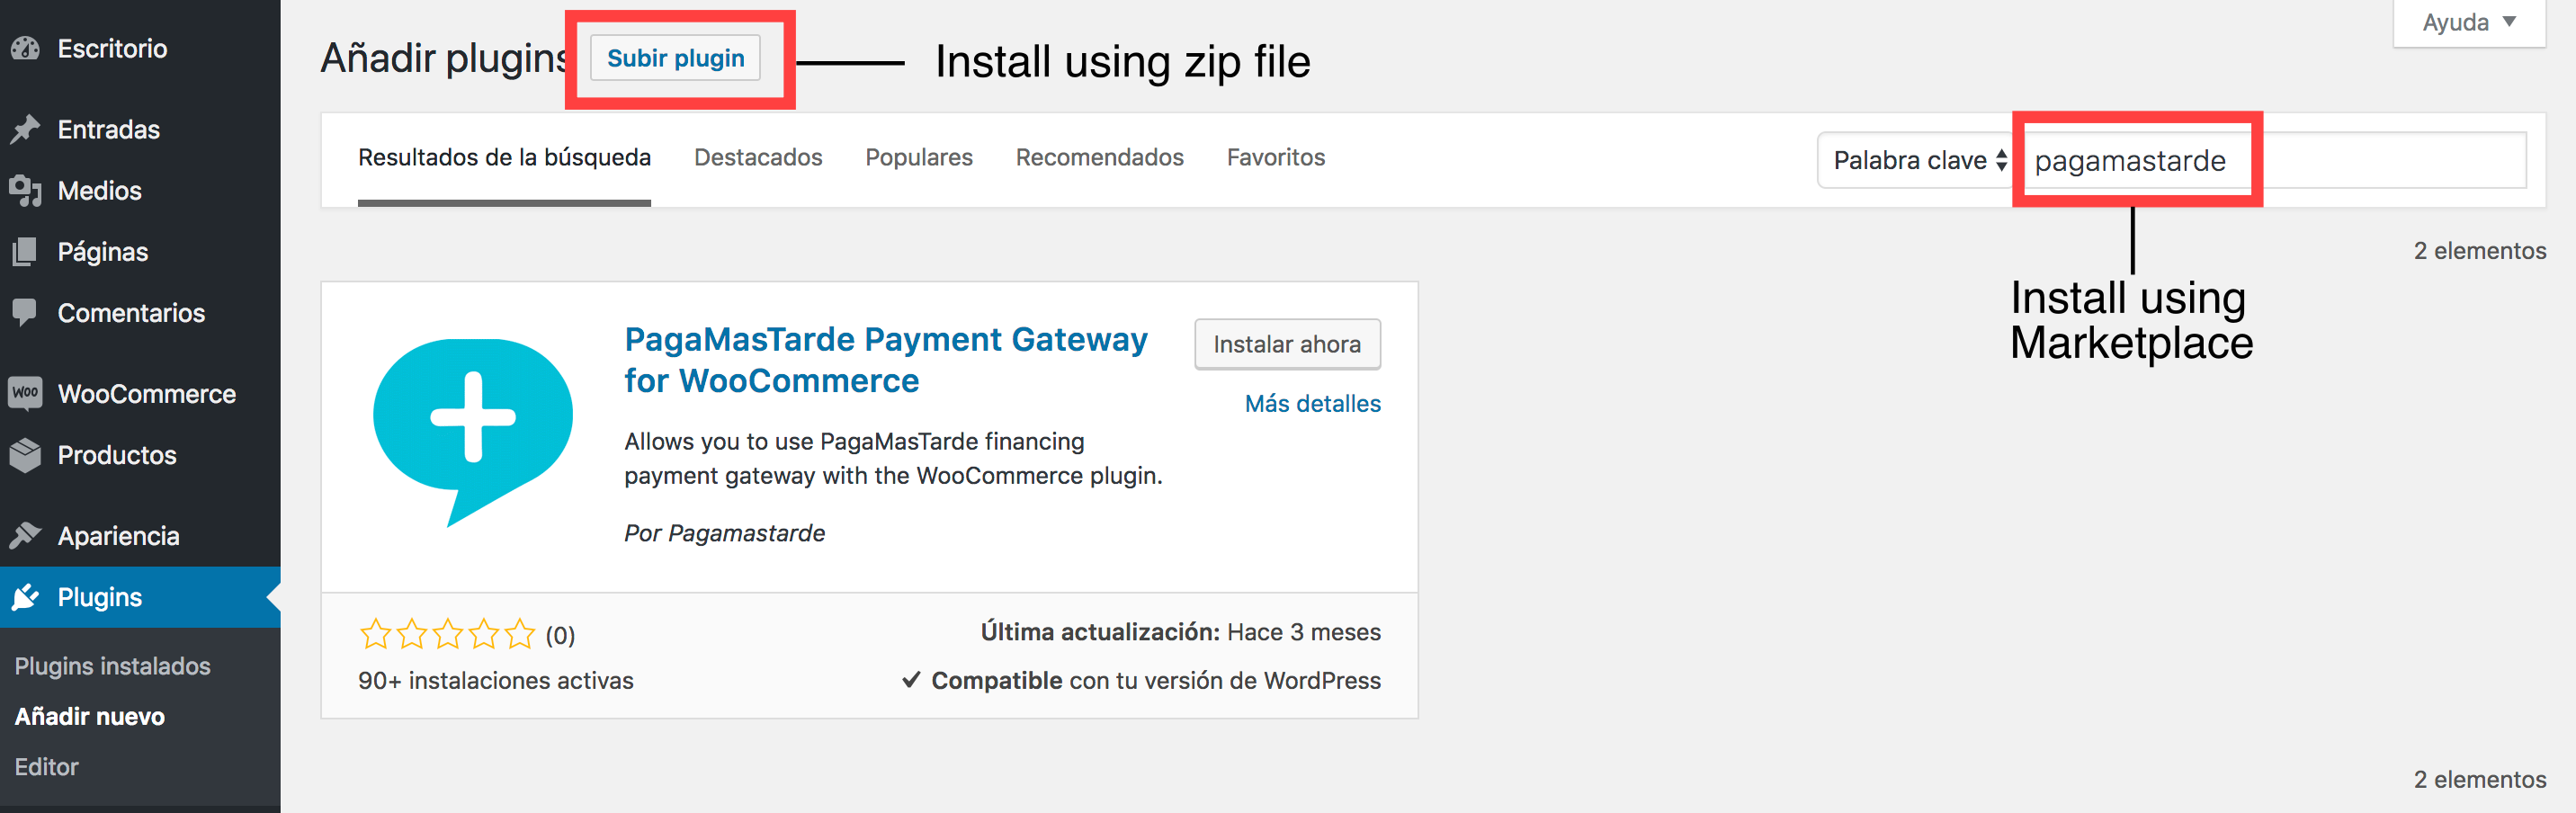 Escritorio
Entradas
Medios
Páginas
Comentarios
Woo WooCommerce
Productos
Apariencia
Plugins
Plugins instalados
Añadir nuevo
Editor
Añadir plugins
Subir plugin
Install using zip file
Ayuda
Resultados de la búsqueda
Destacados
Populares
Recomendados
Favoritos
Palabra clave
pagamastarde
2 elementos
Install using
Marketplace
PagaMasTarde Payment Gateway
for WooCommerce
Instalar ahora
Más detalles
Allows you to use PagaMasTarde financing
payment gateway with the WooCommerce plugin.
Por Pagamastarde
(0)
Última actualización: Hace 3 meses
90+ instalaciones activas
Compatible con tu versión de WordPress
2 elementos